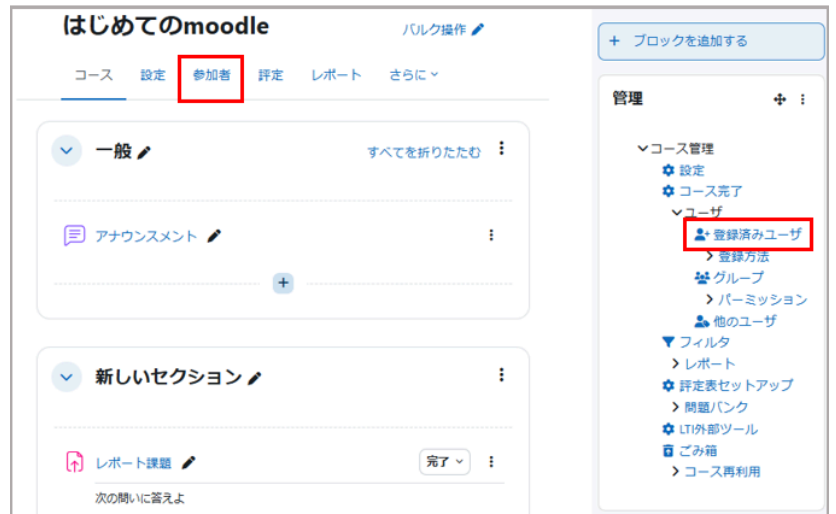 はじめてのmoodle
バルク操作
コース 設定 参加者 評定 レポート さらに
一般
すべてを折りたたむ
アナウンスメント
新しいセクション
レポート課題
完了
次の問いに答えよ
+ ブロックを追加する
管理
コース管理
設定
コース完了
ユーザ
登録済みユーザ
登録方法
グループ
パーミッション
他のユーザ
フィルタ
レポート
評定表セットアップ
問題バンク
LTI外部ツール
ごみ箱
コース再利用